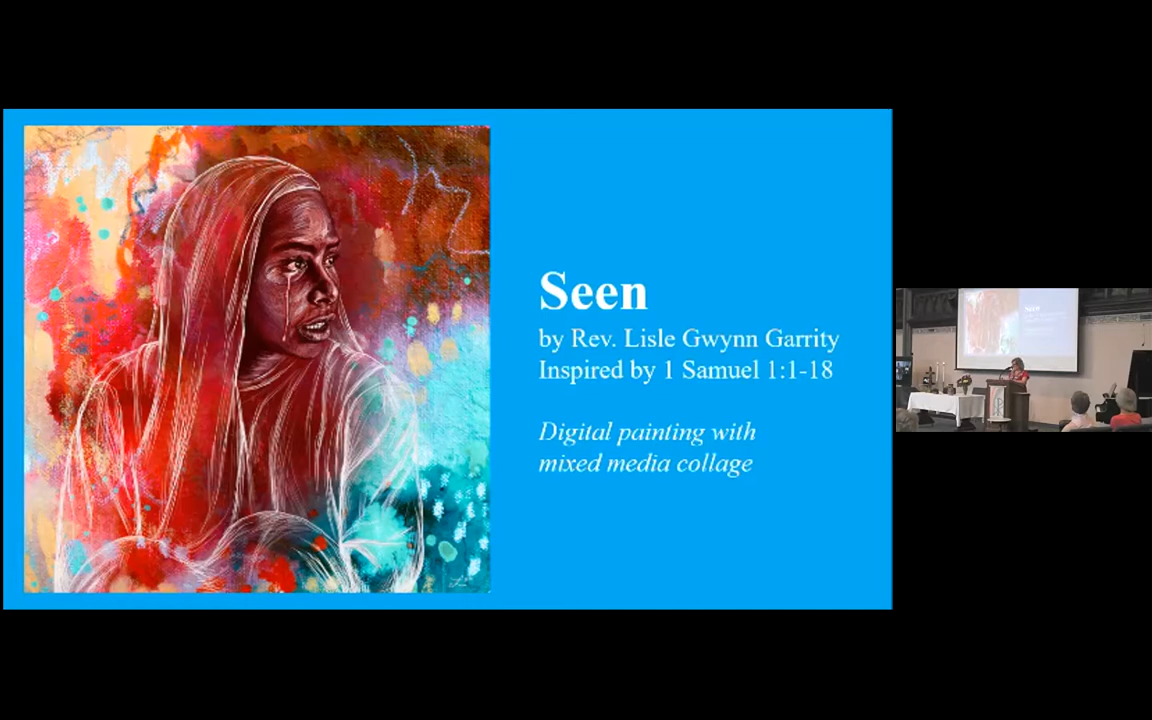 Seen
by Rev. Lisle Gwynn Garrity
Inspired by 1 Samuel 1:1-18
Digital painting with
mixed media collage